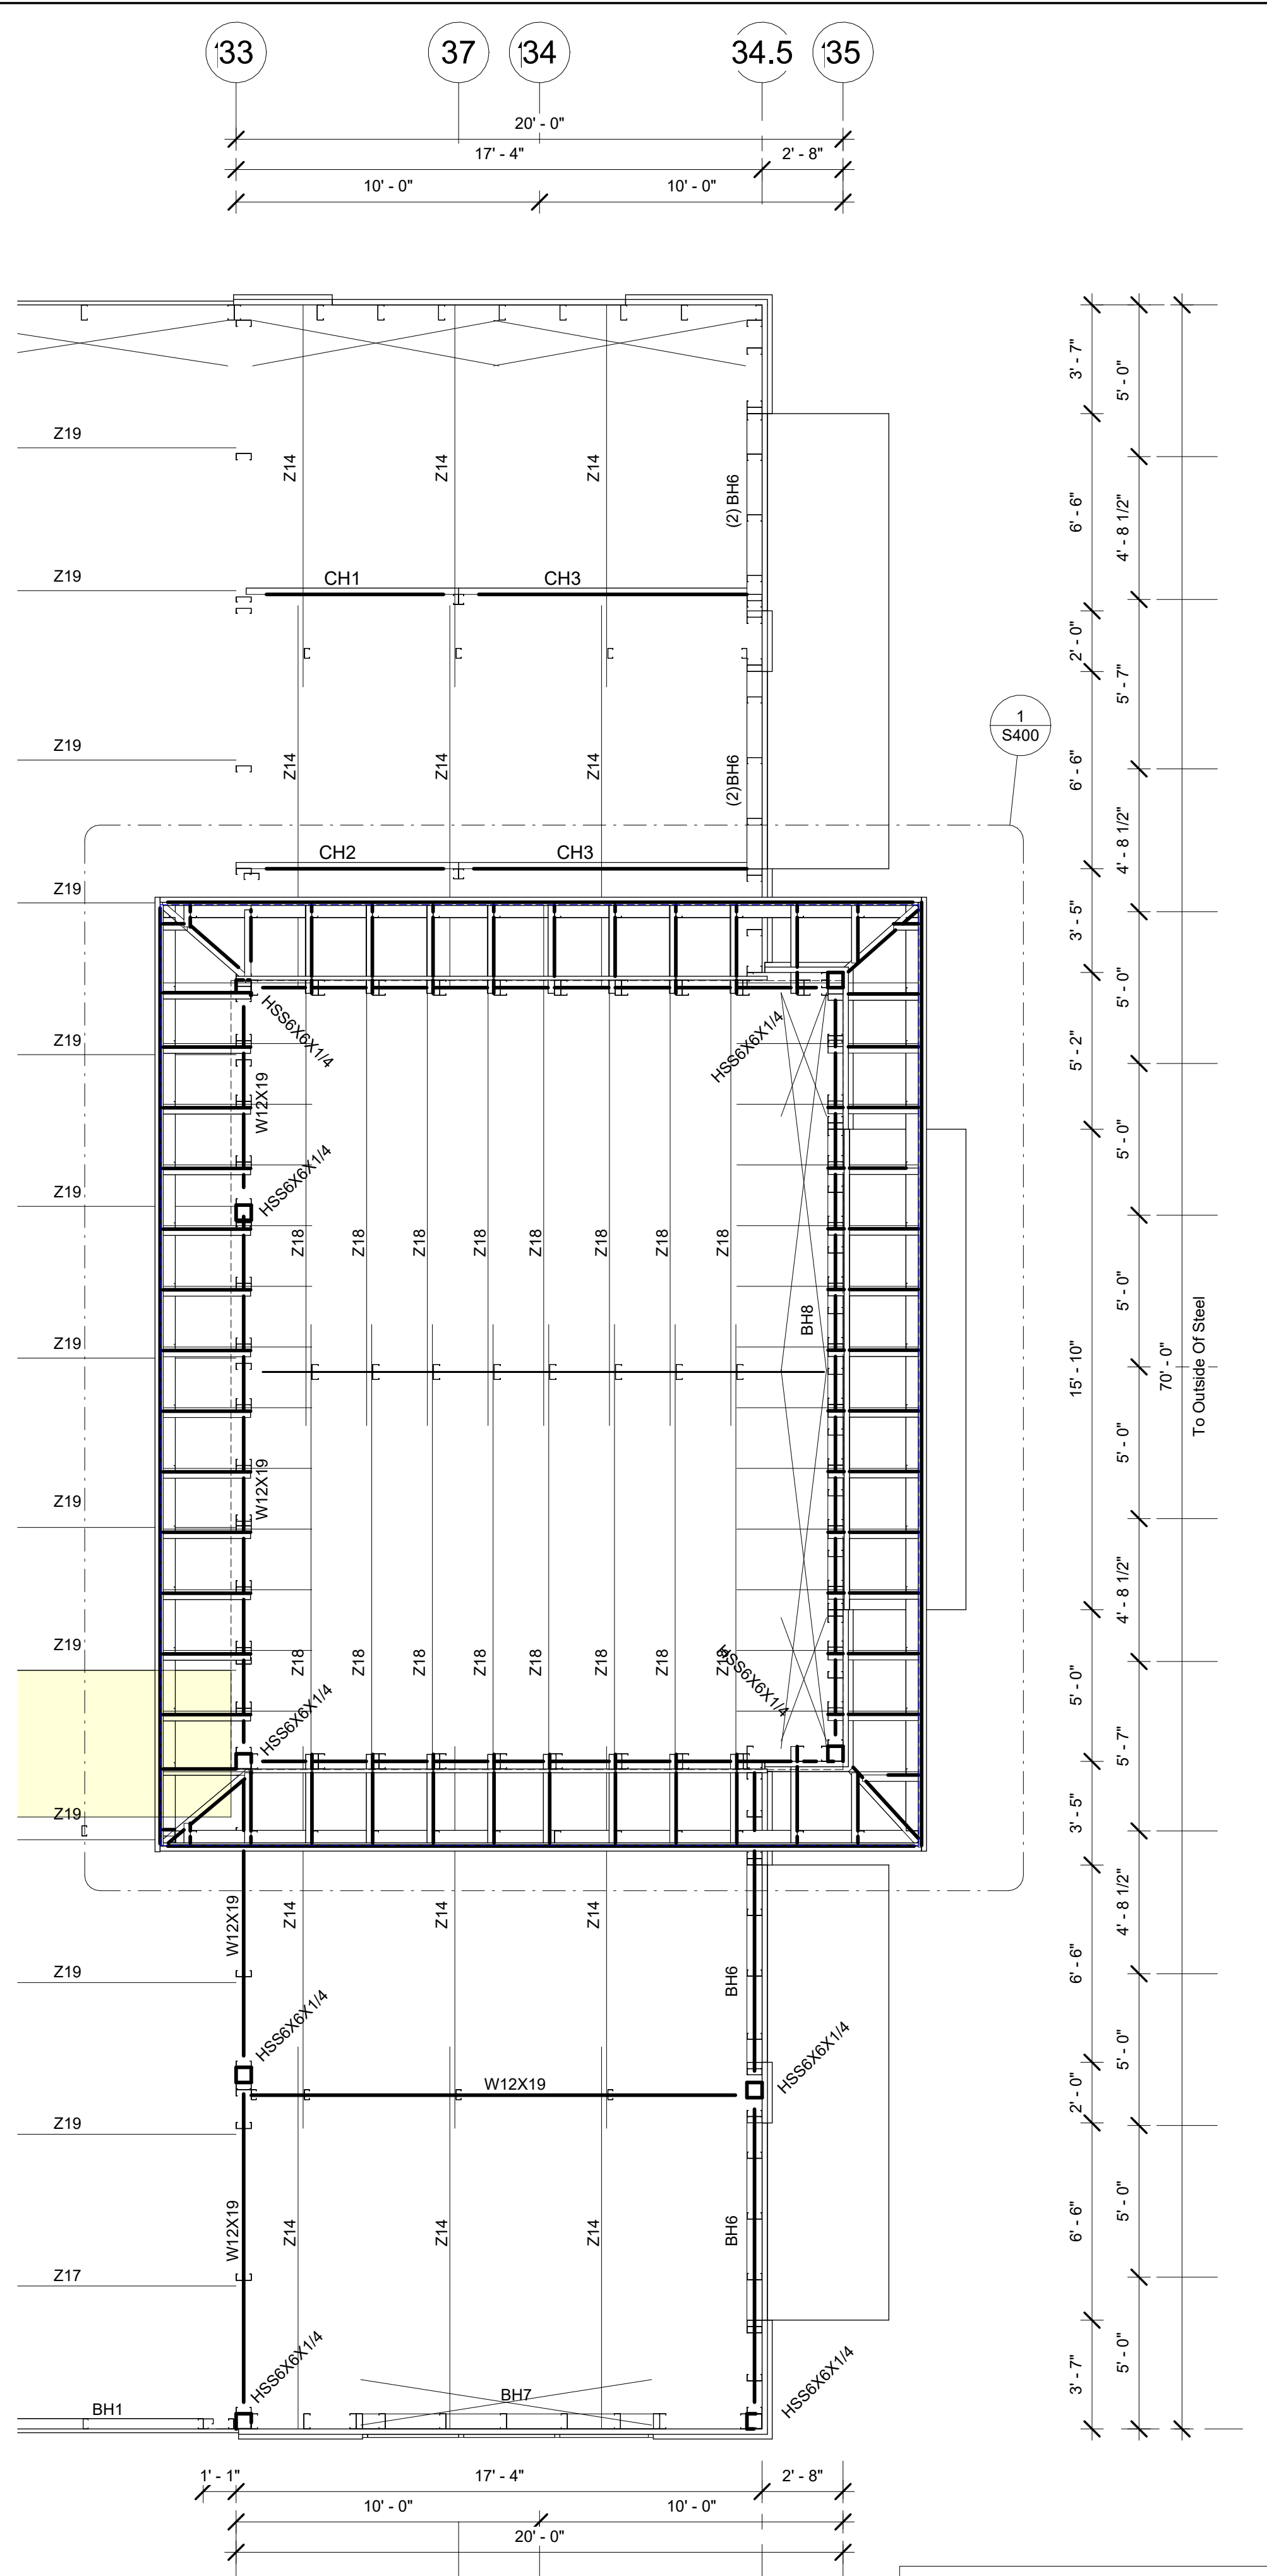 33
37
34
34.5
35
20' - 0"
17' - 4"
2' - 8"
10' - 0"
10' - 0"
3' - 7"
5' - 0"
Z19
Z14
Z14
Z14
(2) BH6
6' - 6"
4' - 8 1/2"
Z19
CH1
CH3
2' - 0"
5' - 7"
1
S400
Z19
Z14
Z14
Z14
(2)BH6
6' - 6"
4' - 8 1/2"
CH2
CH3
Z19
3' - 5"
5' - 0"
HSS6X6X1/4
HSS6X6X1/4
Z19
5' - 2"
W12X19
5' - 0"
HSS6X6X1/4
Z19
Z18
Z18
Z18
Z18
Z18
Z18
Z18
Z18
5' - 0"
BH8
Z19
15' - 10"
70' - 0"
To Outside Of Steel
W12X19
5' - 0"
Z19
4' - 8 1/2"
Z19
Z18
Z18
Z18
Z18
Z18
Z18
Z18
Z18
HSS6X6X1/4
HSS6X6X1/4
5' - 0"
5' - 7"
Z19
3' - 5"
W12X19
Z14
Z14
Z14
4' - 8 1/2"
Z19
BH6
6' - 6"
HSS6X6X1/4
HSS6X6X1/4
5' - 0"
W12X19
2' - 0"
Z19
W12X19
Z14
Z14
Z14
BH6
6' - 6"
5' - 0"
Z17
HSS6X6X1/4
HSS6X6X1/4
3' - 7"
5' - 0"
BH7
BH1
1' - 1"
17' - 4"
2' - 8"
10' - 0"
10' - 0"
20' - 0"